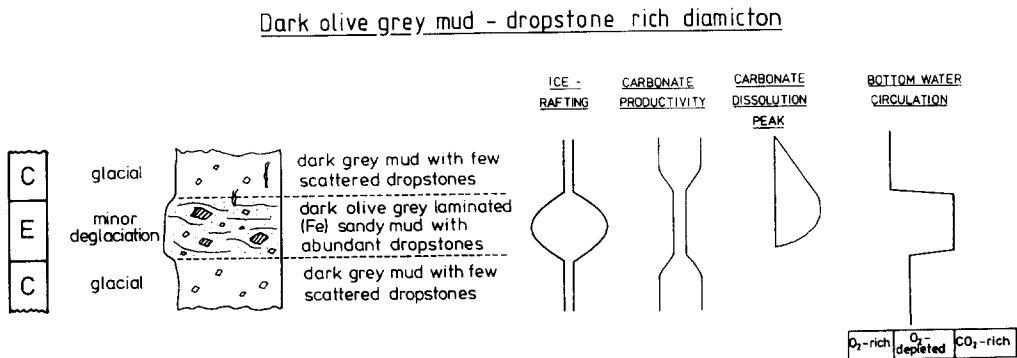 Dark olive grey mud - dropstone rich diamicton
ICE-
RAFTING
CARBONATE
PRODUCTIVITY
CARBONATE
DISSOLUTION
PEAK
BOTTOM WATER
CIRCULATION
C
glacial
dark grey mud with few
scattered dropstones
E
minor
deglaciation
dark olive grey laminated
(Fe) sandy mud with
abundant dropstones
C
glacial
dark grey mud with few
scattered dropstones
O₂-rich
O₂-
depleted
CO₂-rich